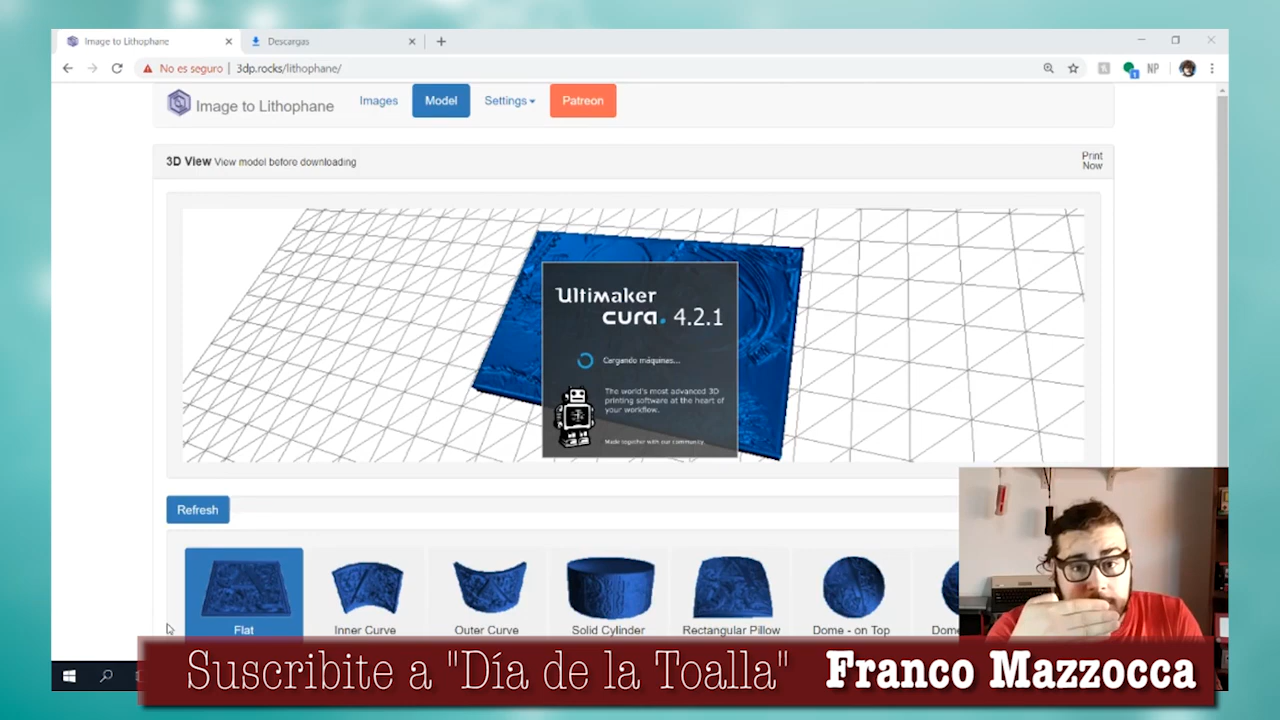 Image to Lithophane
Descargas
No es seguro | 3dp.rocks/lithophane/
NP
Image to Lithophane
Images
Model
Settings
Patreon
3D View View model before downloading
Print
Now
Ultimaker
cura. 4.2.1
Cargando máquinas...
The world's most advanced 3D
printing software at the heart of
your workflow.
Made together with our community.
Refresh
Flat
Inner Curve
Outer Curve
Solid Cylinder
Rectangular Pillow
Dome - on Top
Suscribite a "Día de la Toalla" Franco Mazzocca